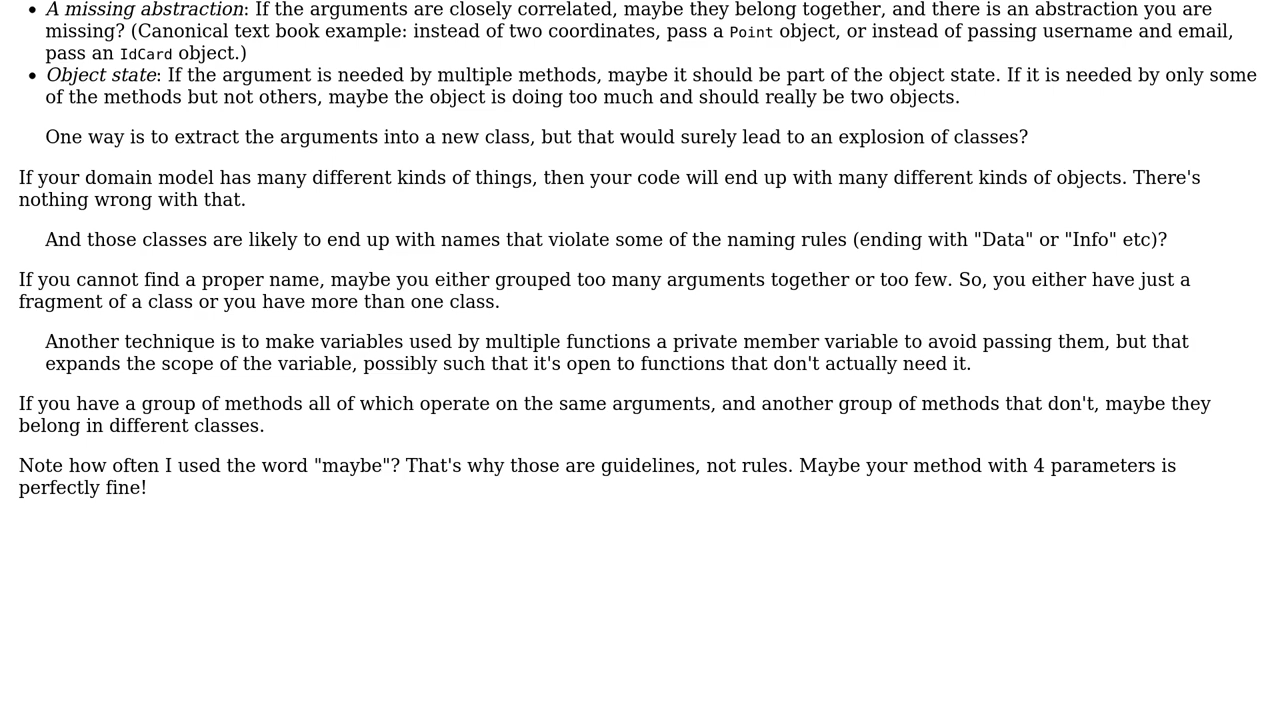 • A missing abstraction: If the arguments are closely correlated, maybe they belong together, and there is an abstraction you are
missing? (Canonical text book example: instead of two coordinates, pass a Point object, or instead of passing username and email,
pass an IdCard object.)
• Object state: If the argument is needed by multiple methods, maybe it should be part of the object state. If it is needed by only some
of the methods but not others, maybe the object is doing too much and should really be two objects.
One way is to extract the arguments into a new class, but that would surely lead to an explosion of classes?
If your domain model has many different kinds of things, then your code will end up with many different kinds of objects. There's
nothing wrong with that.
And those classes are likely to end up with names that violate some of the naming rules (ending with "Data" or "Info" etc)?
If you cannot find a proper name, maybe you either grouped too many arguments together or too few. So, you either have just a
fragment of a class or you have more than one class.
Another technique is to make variables used by multiple functions a private member variable to avoid passing them, but that
expands the scope of the variable, possibly such that it's open to functions that don't actually need it.
If you have a group of methods all of which operate on the same arguments, and another group of methods that don't, maybe they
belong in different classes.
Note how often I used the word "maybe"? That's why those are guidelines, not rules. Maybe your method with 4 parameters is
perfectly fine!